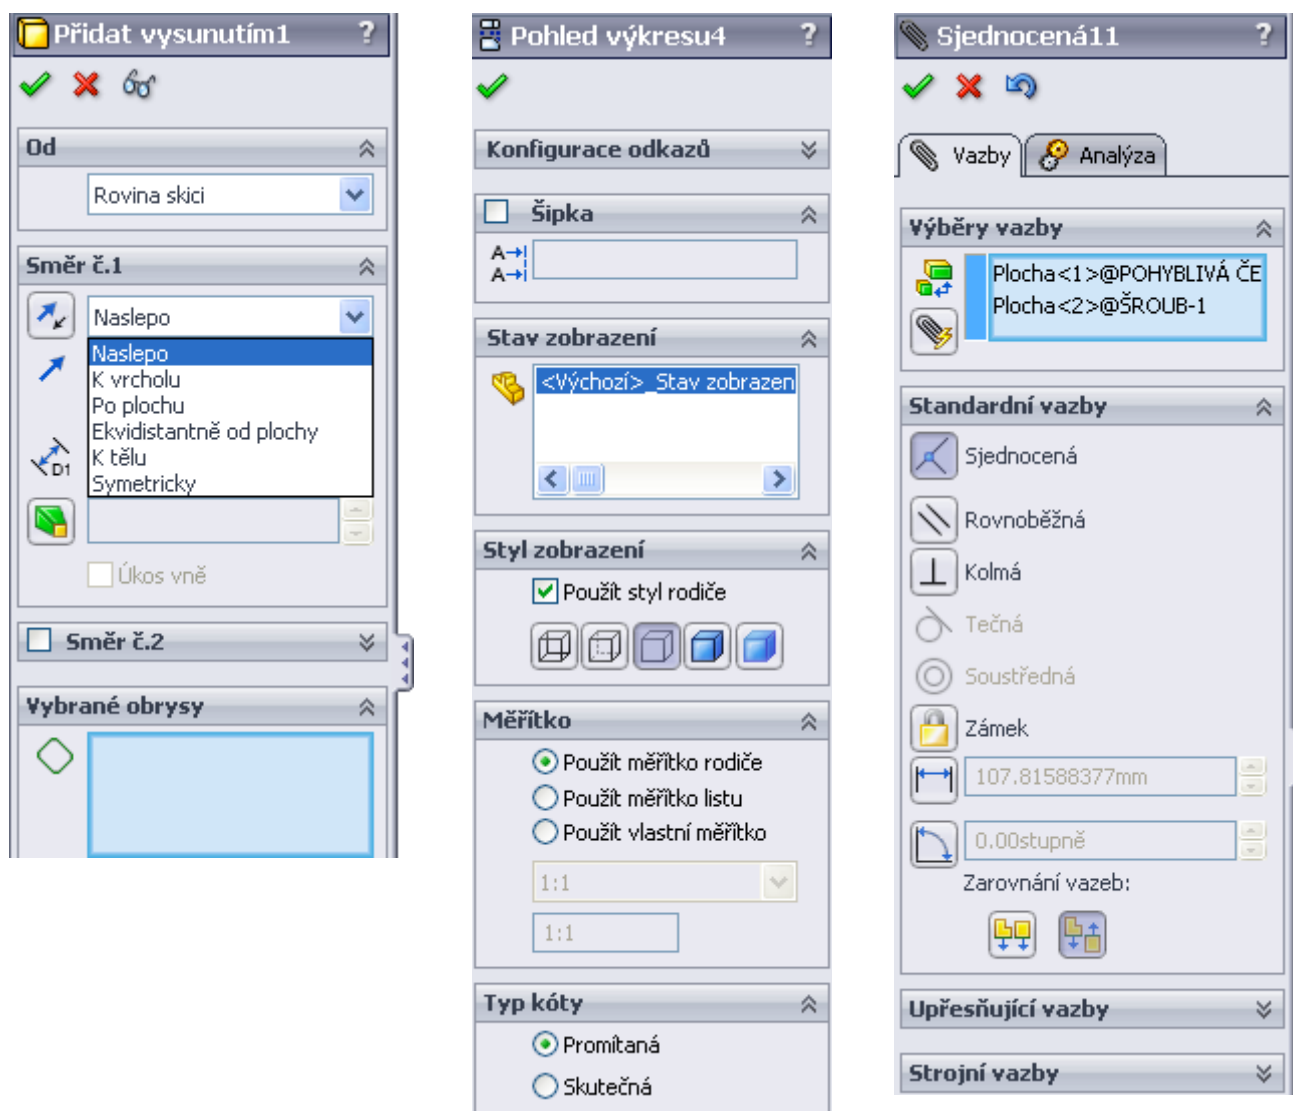 Přidat vysunutím1 ?
Od
Rovina skici
Směr č.1
Naslepo
Naslepo
K vrcholu
Po plochu
Ekvidistantně od plochy
K tělu
Symetricky
D1
Úkos vně
Směr č.2
Vybrané obrysy
Pohled výkresu4 ?
Konfigurace odkazů
Šipka
A
A
Stav zobrazení
<Výchozí>_Stav zobrazen
Styl zobrazení
Použít styl rodiče
Měřítko
Použít měřítko rodiče
Použít měřítko listu
Použít vlastní měřítko
1:1
1:1
Typ kóty
Promítaná
Skutečná
Sjednocená11 ?
Vazby Analýza
Výběry vazby
Plocha<1>@POHYBLIVÁ ČE
Plocha<2>@ŠROUB-1
Standardní vazby
Sjednocená
Rovnoběžná
Kolmá
Tečná
Soustředná
Zámek
107.81588377mm
0.00stupně
Zarovnání vazeb:
Upřesňující vazby
Strojní vazby